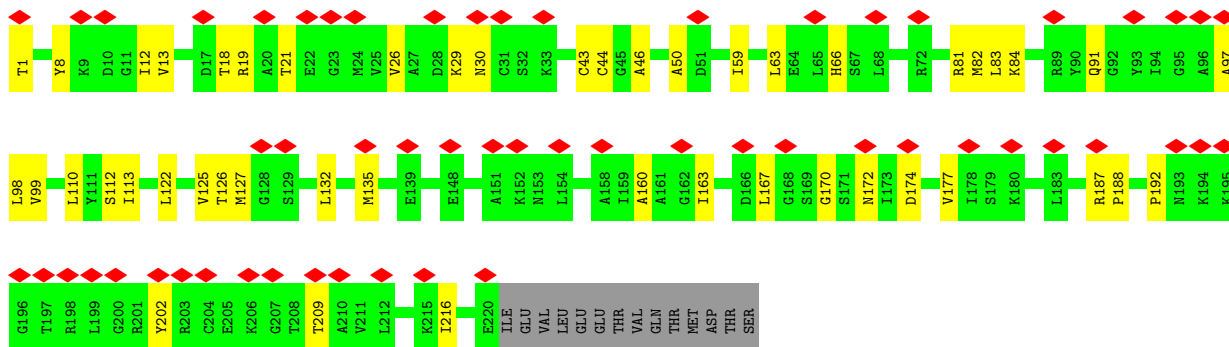 T1 Y8 K9 D10 G11 I12 V13 D17 T18 R19 A20 T21 E22 G23 M24 V25 V26 A27 D28 K29 N30 C31 S32 K33 C43 C44 G45 A46 A50 D51 I59 L63 E64 L65 H66 S67 L68 R72 R81 M82 L83 K84 R89 Y90 Q91 G92 Y93 I94 G95 A96 A97
L98 V99 L110 Y111 S112 I113 L122 V125 T126 M127 G128 S129 L132 M135 E139 E148 A151 K152 N153 L154 A158 I159 A160 A161 G162 I163 D166 L167 G168 S169 G170 S171 N172 I173 D174 V177 I178 S179 K180 L183 R187 P188 P192 N193 K194 K195
G196 T197 R198 L199 G200 R201 Y202 R203 C204 E205 K206 G207 T208 T209 A210 V211 L212 K215 I216 E220 ILE GLU VAL LEU GLU GLU THR VAL GLN THR MET ASP THR SER